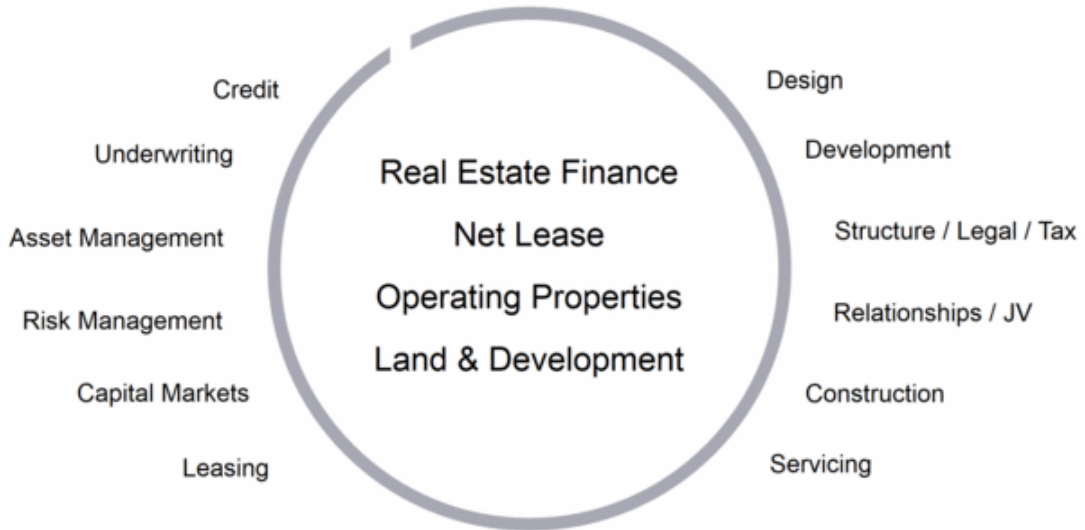 Credit
Underwriting
Asset Management
Risk Management
Capital Markets
Leasing
Real Estate Finance
Net Lease
Operating Properties
Land & Development
Design
Development
Structure / Legal / Tax
Relationships / JV
Construction
Servicing